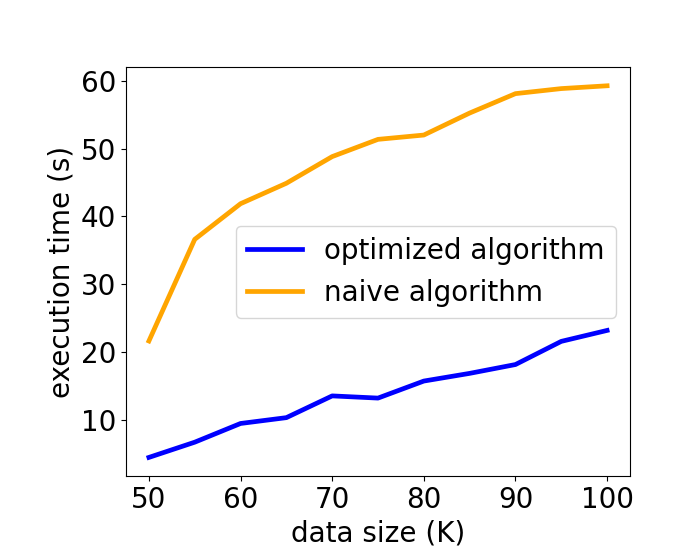 60
50
40
30
20
10
execution time (s)
optimized algorithm
naive algorithm
50 60 70 80 90 100
data size (K)